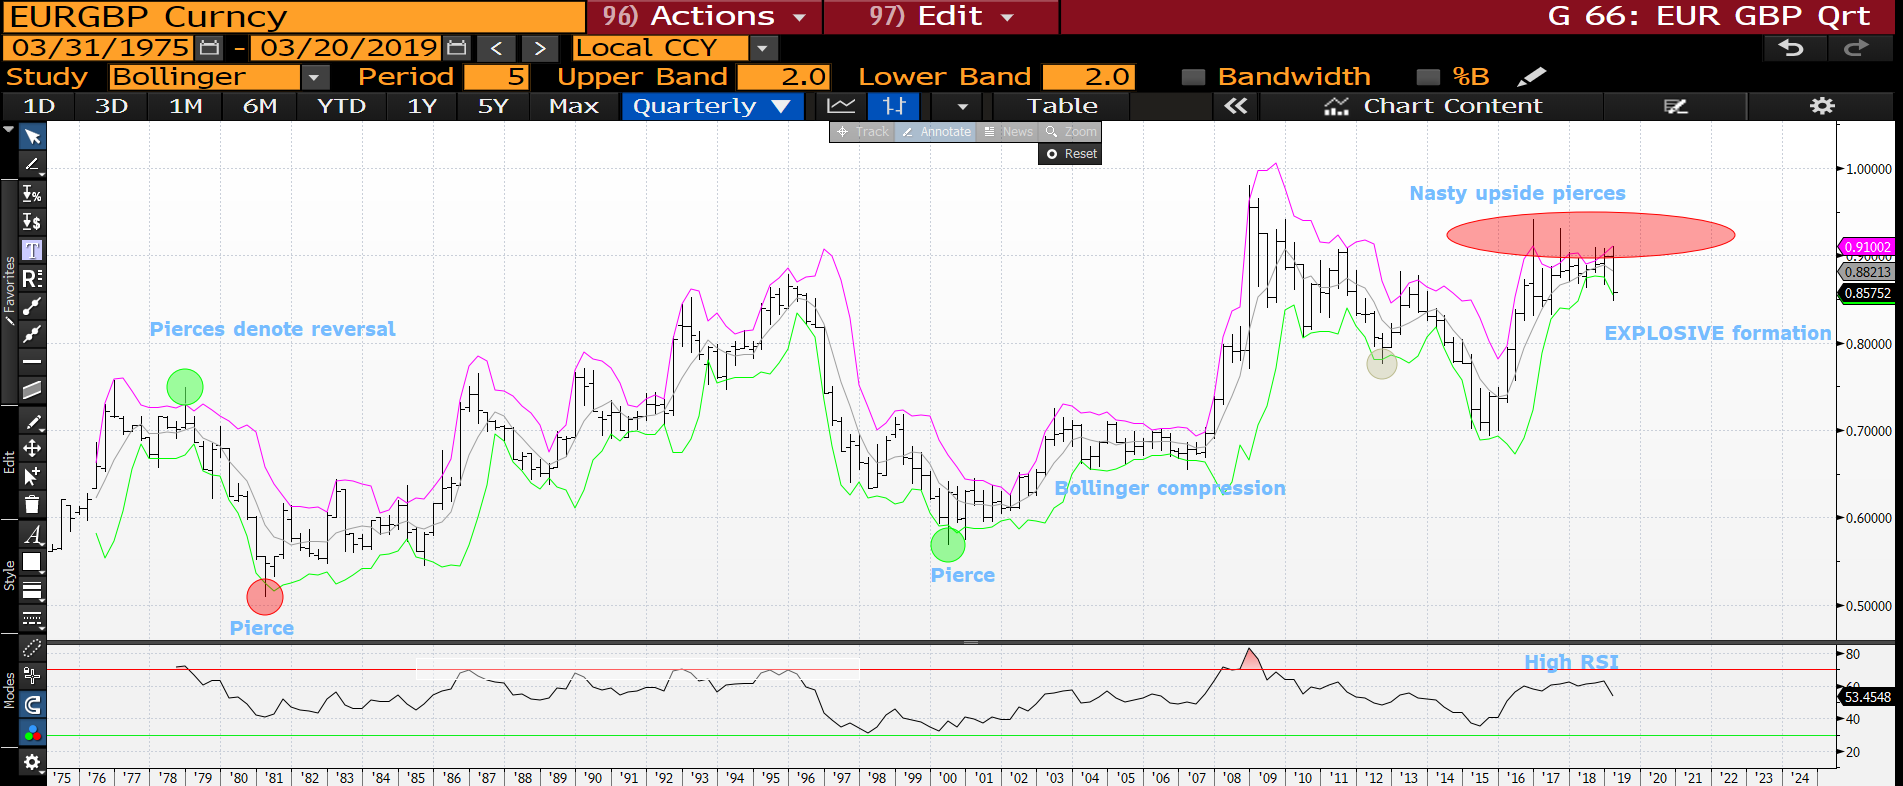 EURGBP Curncy 96) Actions 97) Edit G 66: EUR GBP Qrt
03/31/1975 - 03/20/2019 < > Local CCY
Study Bollinger Period 5 Upper Band 2.0 Lower Band 2.0 Bandwidth %B
1D 3D 1M 6M YTD 1Y 5Y Max Quarterly Table Chart Content
Track Annotate News Zoom
Reset
Favorites
Edit
Style
Modes
%
$
T
R
A
Nasty upside pierces
Pierces denote reversal
EXPLOSIVE formation
Bollinger compression
Pierce
Pierce
High RSI
1.00000
0.91002
0.90000
0.88213
0.85752
0.80000
0.70000
0.60000
0.50000
80
60
53.4548
40
20
'75 '76 '77 '78 '79 '80 '81 '82 '83 '84 '85 '86 '87 '88 '89 '90 '91 '92 '93 '94 '95 '96 '97 '98 '99 '00 '01 '02 '03 '04 '05 '06 '07 '08 '09 '10 '11 '12 '13 '14 '15 '16 '17 '18 '19 '20 '21 '22 '23 '24